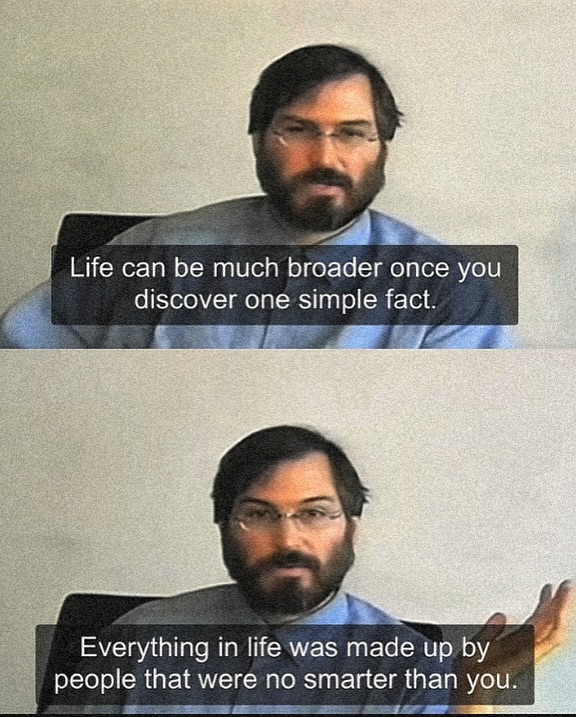 Life can be much broader once you
discover one simple fact.
Everything in life was made up by
people that were no smarter than you.